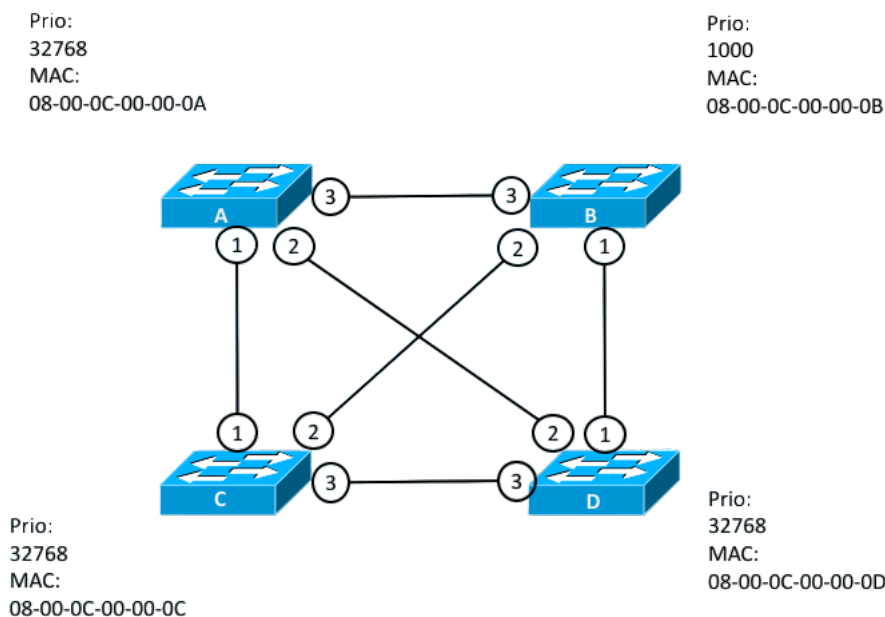 Prio:
32768
MAC:
08-00-0C-00-00-0A
Prio:
1000
MAC:
08-00-0C-00-00-0B
A
3
3
B
1
2
2
1
1
2
2
1
C
3
3
D
Prio:
32768
MAC:
08-00-0C-00-00-0C
Prio:
32768
MAC:
08-00-0C-00-00-0D